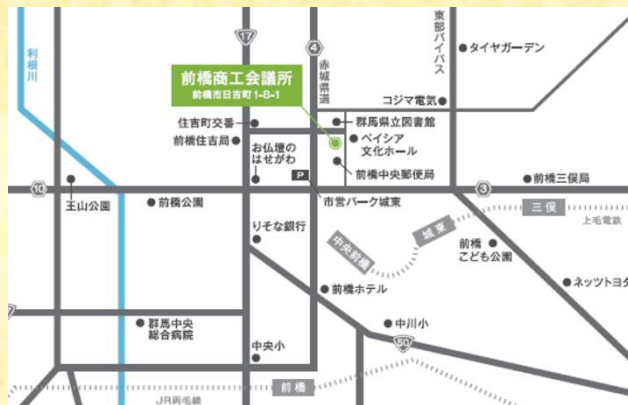 利根川
17
4
赤城県道
東部バイパス
タイヤガーデン
前橋商工会議所
前橋市日吉町1-8-1
コジマ電気
住吉町交番
群馬県立図書館
前橋住吉局
ベイシア
文化ホール
お仏壇の
はせがわ
前橋中央郵便局
P
10
3
前橋三俣局
王山公園
前橋公園
市営パーク城東
三俣
上毛電鉄
りそな銀行
城東
中央前橋
前橋
こども公園
前橋ホテル
ネッツトヨタ
群馬中央
総合病院
中川小
50
中央小
前橋
JR両毛線